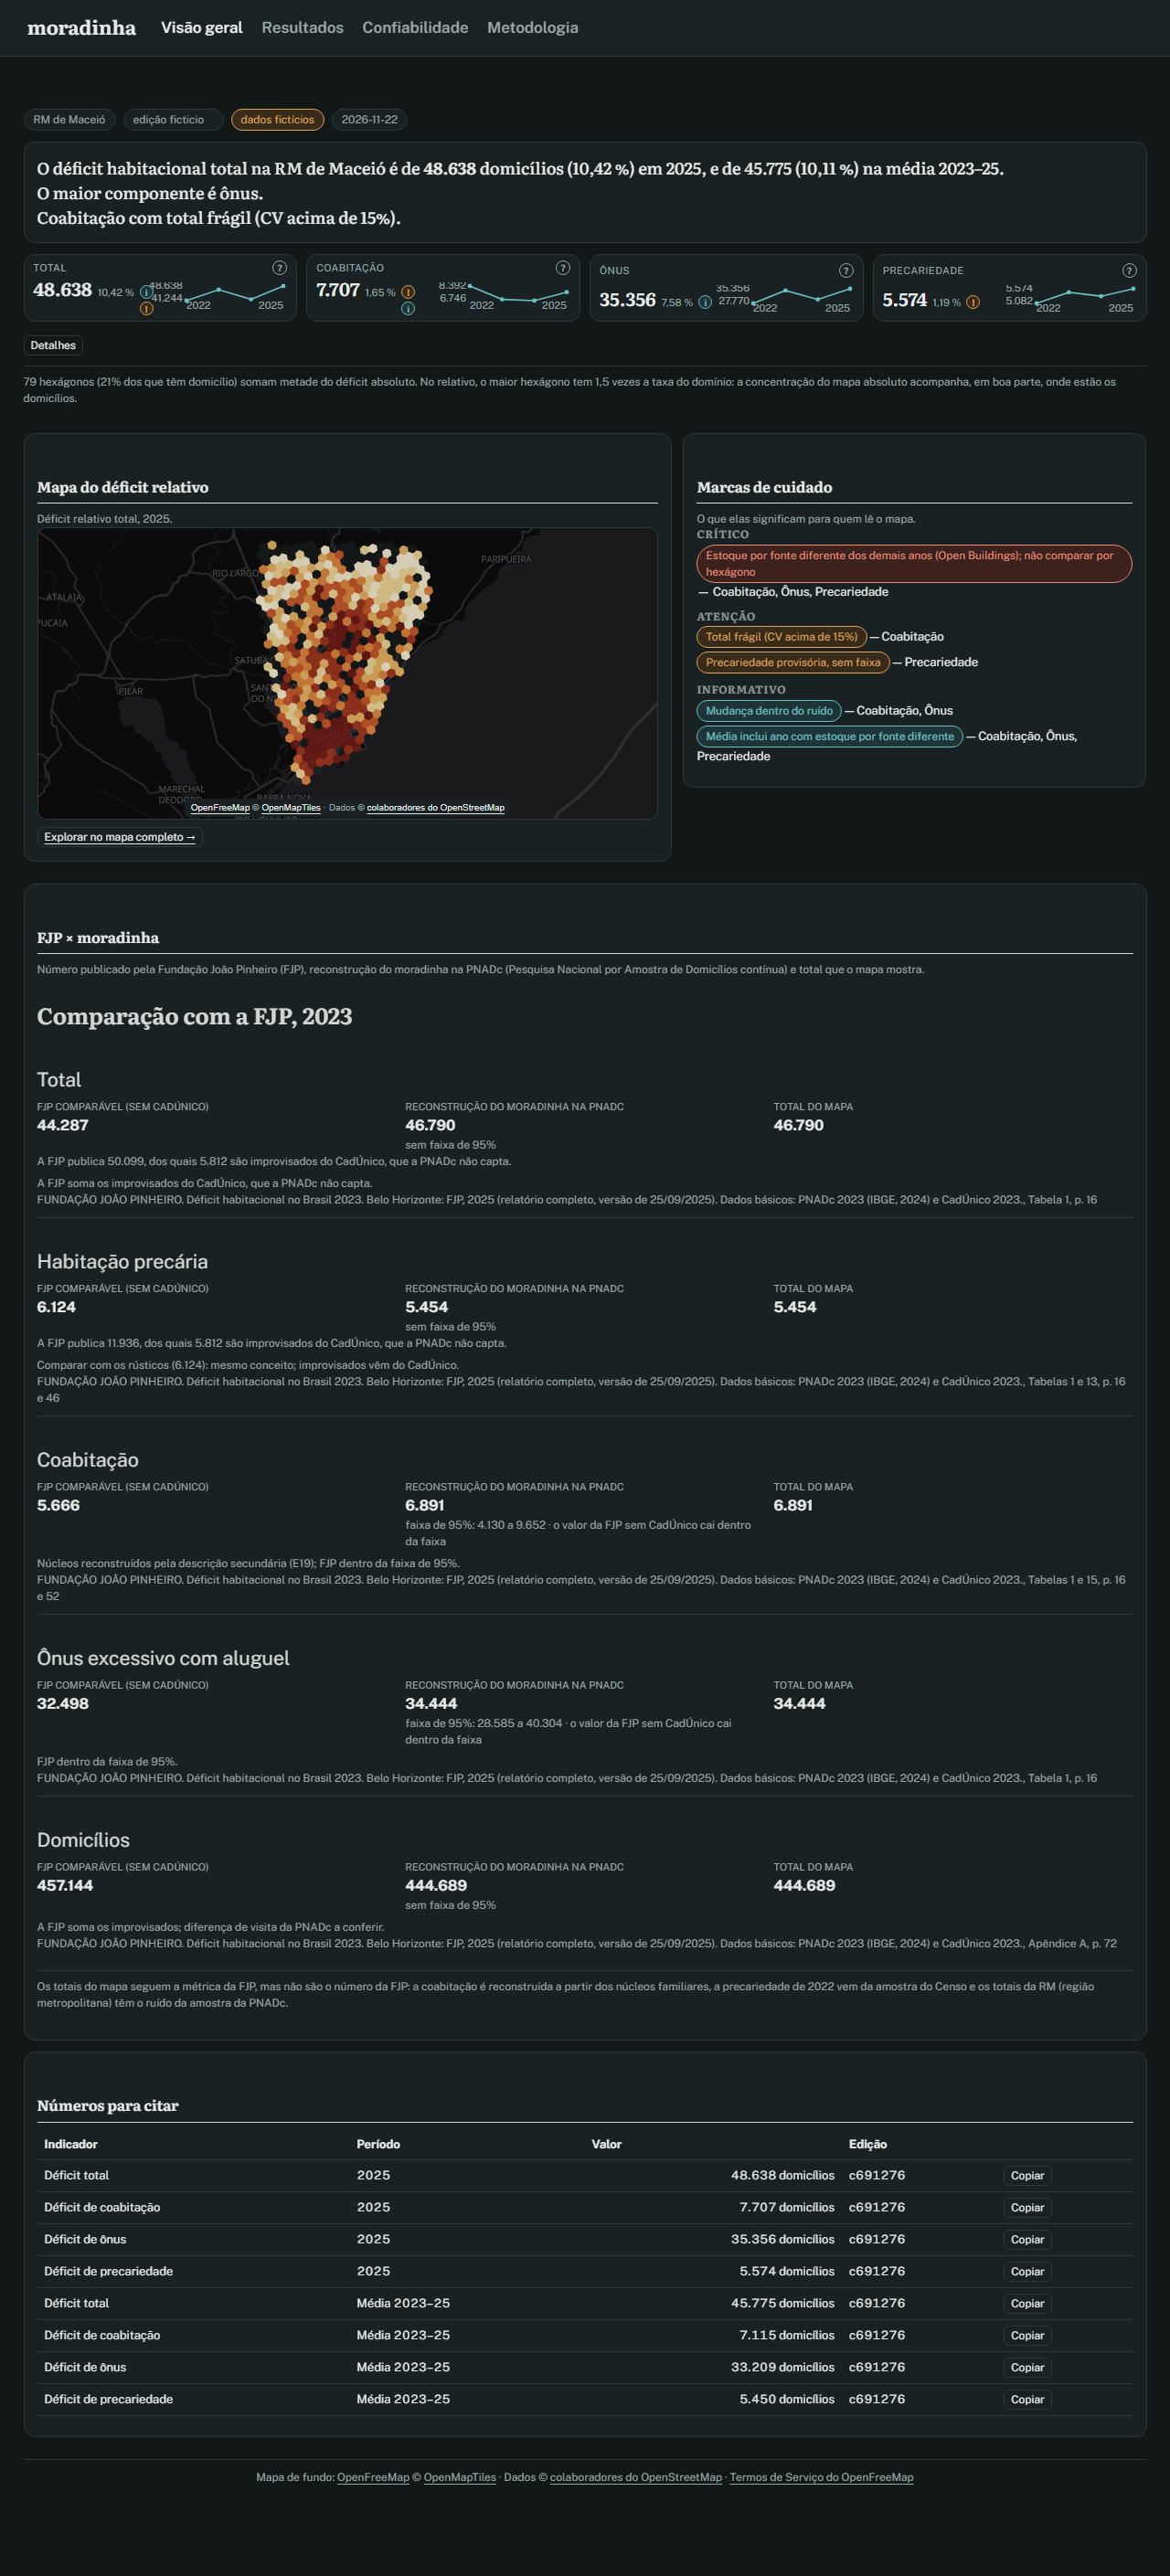 moradinha
Visão geral
Resultados
Confiabilidade
Metodologia
RM de Maceió
edição ficticio
dados fictícios
2026-11-22
O déficit habitacional total na RM de Maceió é de 48.638 domicílios (10,42 %) em 2025, e de 45.775 (10,11 %) na média 2023–25.
O maior componente é ônus.
Coabitação com total frágil (CV acima de 15%).
TOTAL ?
48.638 10,42 % i !
48.638
41.244
2022 2025
COABITAÇÃO ?
7.707 1,65 % ! i
8.392
6.746
2022 2025
ÔNUS ?
35.356 7,58 % i
35.356
27.770
2022 2025
PRECARIEDADE ?
5.574 1,19 % !
5.574
5.082
2022 2025
Detalhes
79 hexágonos (21% dos que têm domicílio) somam metade do déficit absoluto. No relativo, o maior hexágono tem 1,5 vezes a taxa do domínio: a concentração do mapa absoluto acompanha, em boa parte, onde estão os
domicílios.
Mapa do déficit relativo
Déficit relativo total, 2025.
PARIPUEIRA
RIO LARGO
ATALAIA
PUCAIA
SATUBA
SAN
DO N
PILAR
MARECHAL
DEODO
BARRA NOVA
OpenFreeMap © OpenMapTiles · Dados © colaboradores do OpenStreetMap
Explorar no mapa completo →
Marcas de cuidado
O que elas significam para quem lê o mapa.
CRÍTICO
Estoque por fonte diferente dos demais anos (Open Buildings); não comparar por
hexágono
— Coabitação, Ônus, Precariedade
ATENÇÃO
Total frágil (CV acima de 15%) — Coabitação
Precariedade provisória, sem faixa — Precariedade
INFORMATIVO
Mudança dentro do ruído — Coabitação, Ônus
Média inclui ano com estoque por fonte diferente — Coabitação, Ônus,
Precariedade
FJP × moradinha
Número publicado pela Fundação João Pinheiro (FJP), reconstrução do moradinha na PNADc (Pesquisa Nacional por Amostra de Domicílios contínua) e total que o mapa mostra.
Comparação com a FJP, 2023
Total
FJP COMPARÁVEL (SEM CADÚNICO) RECONSTRUÇÃO DO MORADINHA NA PNADC TOTAL DO MAPA
44.287 46.790 46.790
sem faixa de 95%
A FJP publica 50.099, dos quais 5.812 são improvisados do CadÚnico, que a PNADc não capta.
A FJP soma os improvisados do CadÚnico, que a PNADc não capta.
FUNDAÇÃO JOÃO PINHEIRO. Déficit habitacional no Brasil 2023. Belo Horizonte: FJP, 2025 (relatório completo, versão de 25/09/2025). Dados básicos: PNADc 2023 (IBGE, 2024) e CadÚnico 2023., Tabela 1, p. 16
Habitação precária
FJP COMPARÁVEL (SEM CADÚNICO) RECONSTRUÇÃO DO MORADINHA NA PNADC TOTAL DO MAPA
6.124 5.454 5.454
sem faixa de 95%
A FJP publica 11.936, dos quais 5.812 são improvisados do CadÚnico, que a PNADc não capta.
Comparar com os rústicos (6.124): mesmo conceito; improvisados vêm do CadÚnico.
FUNDAÇÃO JOÃO PINHEIRO. Déficit habitacional no Brasil 2023. Belo Horizonte: FJP, 2025 (relatório completo, versão de 25/09/2025). Dados básicos: PNADc 2023 (IBGE, 2024) e CadÚnico 2023., Tabelas 1 e 13, p. 16
e 46
Coabitação
FJP COMPARÁVEL (SEM CADÚNICO) RECONSTRUÇÃO DO MORADINHA NA PNADC TOTAL DO MAPA
5.666 6.891 6.891
faixa de 95%: 4.130 a 9.652 · o valor da FJP sem CadÚnico cai dentro
da faixa
Núcleos reconstruídos pela descrição secundária (E19); FJP dentro da faixa de 95%.
FUNDAÇÃO JOÃO PINHEIRO. Déficit habitacional no Brasil 2023. Belo Horizonte: FJP, 2025 (relatório completo, versão de 25/09/2025). Dados básicos: PNADc 2023 (IBGE, 2024) e CadÚnico 2023., Tabelas 1 e 15, p. 16
e 52
Ônus excessivo com aluguel
FJP COMPARÁVEL (SEM CADÚNICO) RECONSTRUÇÃO DO MORADINHA NA PNADC TOTAL DO MAPA
32.498 34.444 34.444
faixa de 95%: 28.585 a 40.304 · o valor da FJP sem CadÚnico cai
dentro da faixa
FJP dentro da faixa de 95%.
FUNDAÇÃO JOÃO PINHEIRO. Déficit habitacional no Brasil 2023. Belo Horizonte: FJP, 2025 (relatório completo, versão de 25/09/2025). Dados básicos: PNADc 2023 (IBGE, 2024) e CadÚnico 2023., Tabela 1, p. 16
Domicílios
FJP COMPARÁVEL (SEM CADÚNICO) RECONSTRUÇÃO DO MORADINHA NA PNADC TOTAL DO MAPA
457.144 444.689 444.689
sem faixa de 95%
A FJP soma os improvisados; diferença de visita da PNADc a conferir.
FUNDAÇÃO JOÃO PINHEIRO. Déficit habitacional no Brasil 2023. Belo Horizonte: FJP, 2025 (relatório completo, versão de 25/09/2025). Dados básicos: PNADc 2023 (IBGE, 2024) e CadÚnico 2023., Apêndice A, p. 72
Os totais do mapa seguem a métrica da FJP, mas não são o número da FJP: a coabitação é reconstruída a partir dos núcleos familiares, a precariedade de 2022 vem da amostra do Censo e os totais da RM (região
metropolitana) têm o ruído da amostra da PNADc.
Números para citar
Indicador Período Valor Edição
Déficit total 2025 48.638 domicílios c691276 Copiar
Déficit de coabitação 2025 7.707 domicílios c691276 Copiar
Déficit de ônus 2025 35.356 domicílios c691276 Copiar
Déficit de precariedade 2025 5.574 domicílios c691276 Copiar
Déficit total Média 2023–25 45.775 domicílios c691276 Copiar
Déficit de coabitação Média 2023–25 7.115 domicílios c691276 Copiar
Déficit de ônus Média 2023–25 33.209 domicílios c691276 Copiar
Déficit de precariedade Média 2023–25 5.450 domicílios c691276 Copiar
Mapa de fundo: OpenFreeMap © OpenMapTiles · Dados © colaboradores do OpenStreetMap · Termos de Serviço do OpenFreeMap